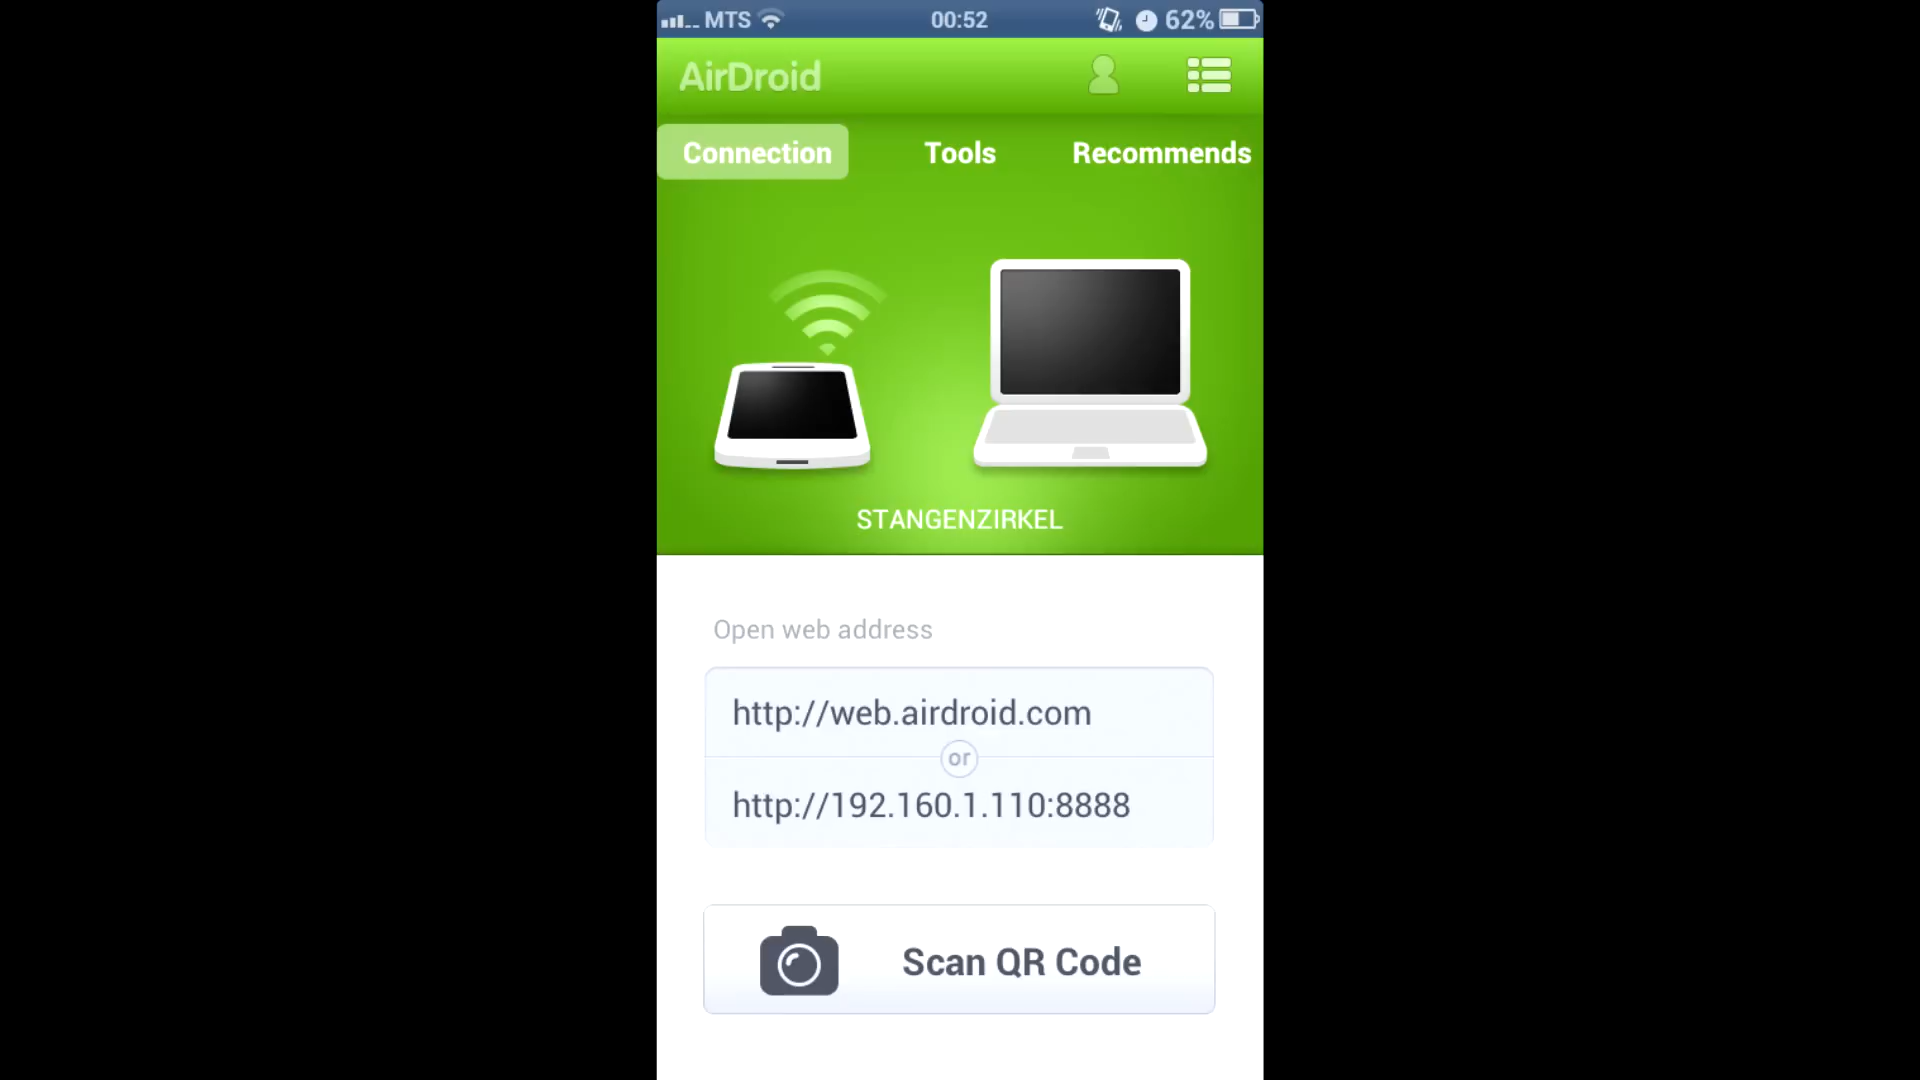 MTS 00:52 62%
AirDroid
Connection Tools Recommends
STANGENZIRKEL
Open web address
http://web.airdroid.com
or
http://192.160.1.110:8888
Scan QR Code